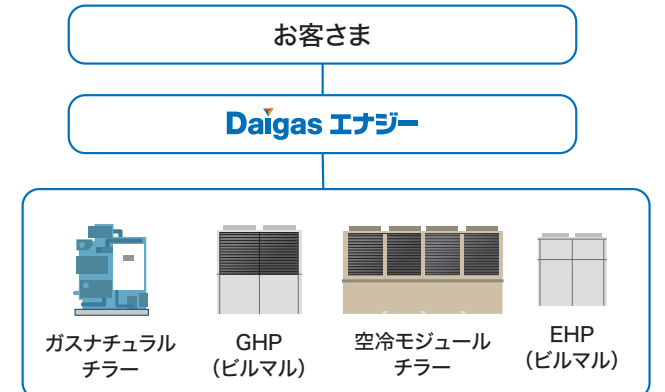 お客さま
Daigas エナジー
ガスナチュラル
チラー
GHP
（ビルマル）
空冷モジュール
チラー
EHP
（ビルマル）